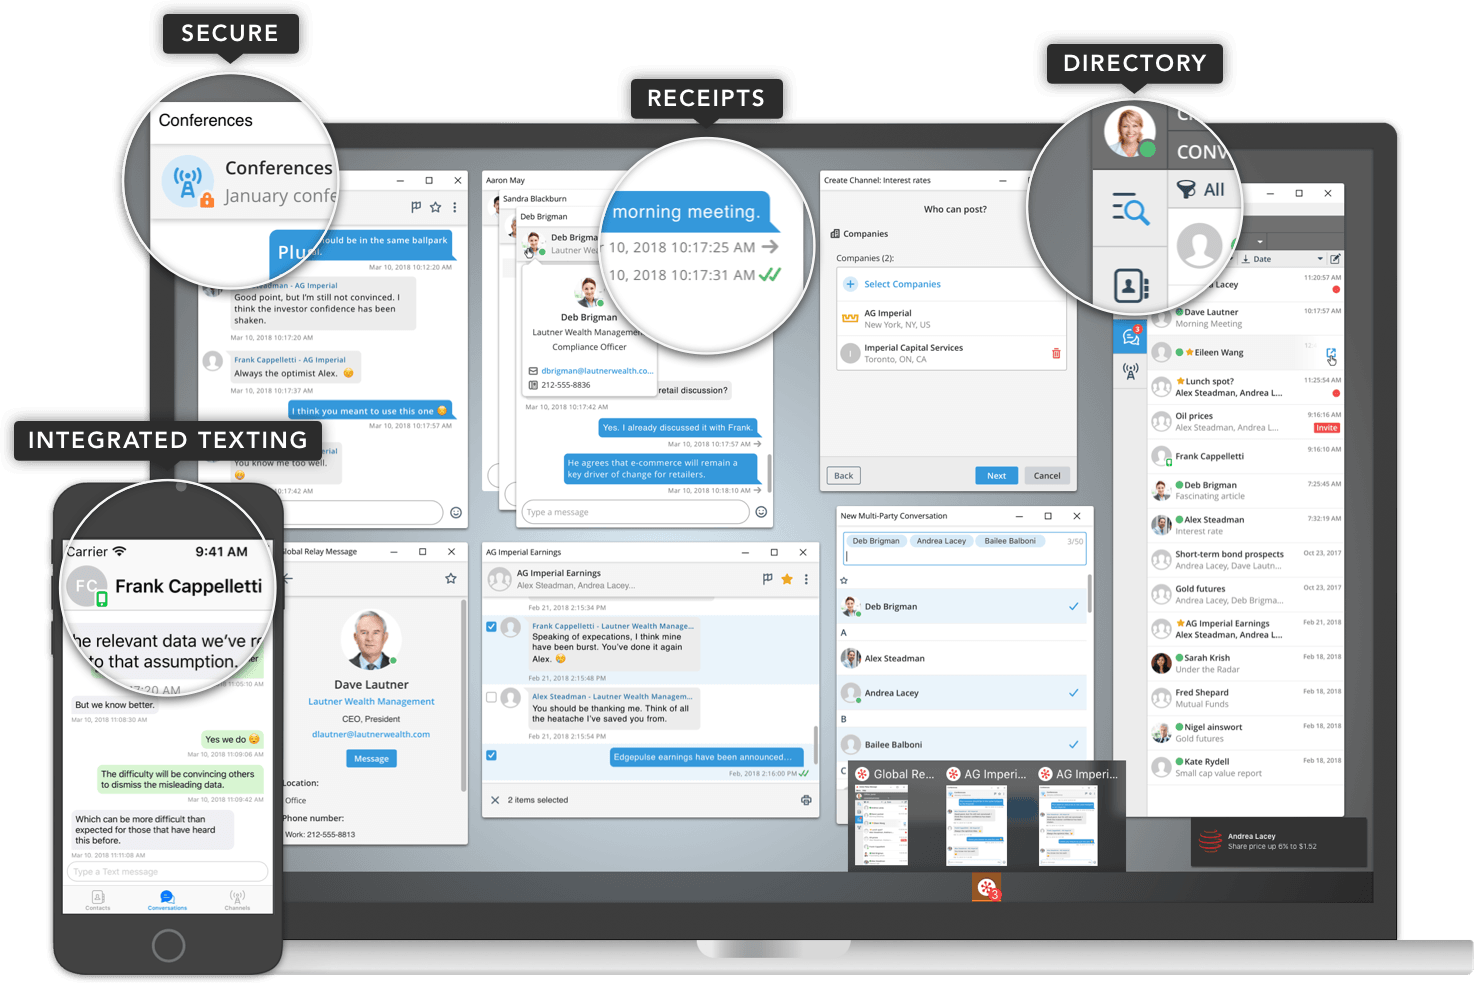 SECURE
RECEIPTS
DIRECTORY
INTEGRATED TEXTING
Conferences
Conferences
January confe
Plu
hould be in the same ballpark
Mar 10, 2018 10:12:20 AM
adman - AG Imperial
Good point, but I'm still not convinced. I
think the investor confidence has been
shaken.
Mar 10, 2018 10:17:20 AM
Frank Cappelletti - AG Imperial
Always the optimist Alex.
Mar 10, 2018 10:17:37 AM
I think you meant to use this one
Mar 10, 2018 10:17:57 AM
You know me too well.
10:17:42 AM
Aaron May
Sandra Blackburn
Deb Brigman
Deb Brigma
Lautner Wea
Deb Brigman
Lautner Wealth Managemen
Compliance Officer
dbrigman@lautnerwealth.co...
212-555-8836
retail discussion?
Mar 10, 2018 10:17:42 AM
Yes. I already discussed it with Frank.
Mar 10, 2018 10:17:57 AM
He agrees that e-commerce will remain a
key driver of change for retailers.
Mar 10, 2018 10:18:10 AM
Type a message
morning meeting.
10, 2018 10:17:25 AM
10, 2018 10:17:31 AM
Create Channel: Interest rates
Who can post?
Companies
Companies (2):
Select Companies
AG Imperial
New York, NY, US
I
Imperial Capital Services
Toronto, ON, CA
Back
Next
Cancel
CONV
All
Date
a Lacey
11:20:57 AM
Dave Lautner
Morning Meeting
10:17:57 AM
3
Eileen Wang
Lunch spot?
Alex Steadman, Andrea L...
11:25:54 AM
Oil prices
Alex Steadman, Andrea L...
9:16:16 AM
Invite
Frank Cappelletti
9:16:10 AM
Deb Brigman
Fascinating article
7:25:45 AM
Alex Steadman
Interest rate
7:32:19 AM
Short-term bond prospects
Andrea Lacey, Dave Lautn...
Oct 23, 2017
Gold futures
Andrea Lacey, Deb Brigma...
Oct 23, 2017
AG Imperial Earnings
Alex Steadman, Andrea L...
Feb 21, 2018
Sarah Krish
Under the Radar
Feb 18, 2018
Fred Shepard
Mutual Funds
Feb 18, 2018
Nigel ainswort
Gold futures
Feb 18, 2018
Kate Rydell
Small cap value report
Feb 18, 2018
Carrier
9:41 AM
FC
Frank Cappelletti
he relevant data we've re
to that assumption.
17:20 AM
11:05:10 AM
But we know better.
Mar 10, 2018 11:08:30 AM
Yes we do
Mar 10, 2018 11:09:06 AM
The difficulty will be convincing others
to dismiss the misleading data.
Mar 10, 2018 11:09:42 AM
Which can be more difficult than
expected for those that have heard
this before.
Mar 10, 2018 11:11:08 AM
Type a Text message
Contacts
Conversations
Channels
Global Relay Message
Dave Lautner
Lautner Wealth Management
CEO, President
dlautner@lautnerwealth.com
Message
Location:
Office
Phone number:
Work: 212-555-8813
AG Imperial Earnings
AG Imperial Earnings
Alex Steadman, Andrea Lacey...
Feb 21, 2018 2:15:34 PM
Frank Cappelletti - Lautner Wealth Manage...
Speaking of expecations, I think mine
have been burst. You've done it again
Alex.
Feb 21, 2018 2:15:48 PM
Alex Steadman - Lautner Wealth Managem...
You should be thanking me. Think of all
the heatache I've saved you from.
Feb 21, 2018 2:15:54 PM
Edgepulse earnings have been announced...
Feb, 2018 2:16:00 PM
2 items selected
New Multi-Party Conversation
Deb Brigman
Andrea Lacey
Bailee Balboni
3/50
Deb Brigman
A
Alex Steadman
Andrea Lacey
B
Bailee Balboni
C
Global Re...
AG Imperi...
AG Imperi...
3
Andrea Lacey
Share price up 6% to $1.52